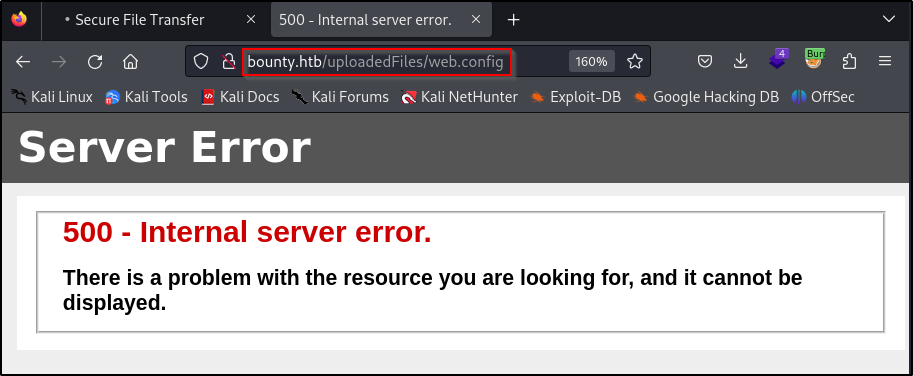 • Secure File Transfer
500 - Internal server error.
bounty.htb/uploadedFiles/web.config
160%
4
Burp
Kali Linux
Kali Tools
Kali Docs
Kali Forums
Kali NetHunter
Exploit-DB
Google Hacking DB
OffSec
Server Error
500 - Internal server error.
There is a problem with the resource you are looking for, and it cannot be
displayed.